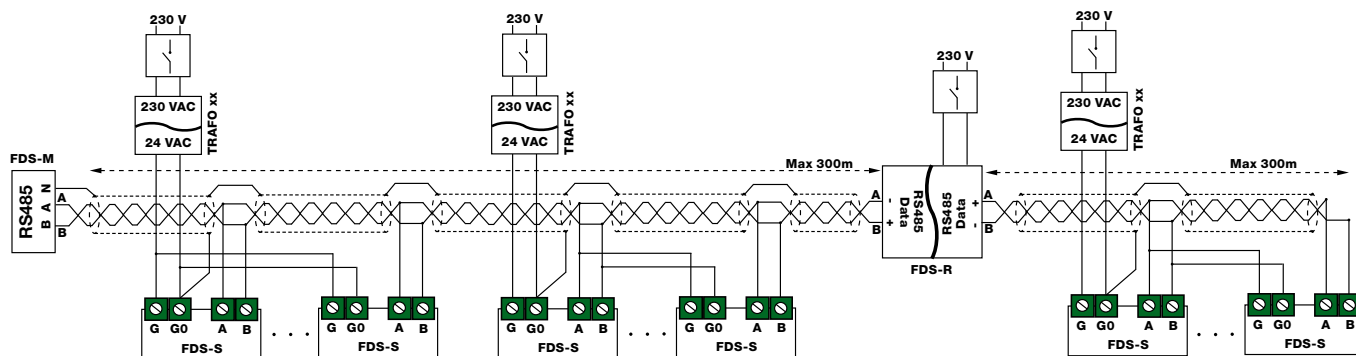 230 V
230 V
230 V
230 V
230 VAC
24 VAC
TRAFO xx
230 VAC
24 VAC
TRAFO xx
230 VAC
24 VAC
TRAFO xx
FDS-M
RS485
N
A
B
A
B
Max 300m
A
B
-
+
RS485
Data
RS485
Data
+
-
A
B
FDS-R
Max 300m
G G0 A B
FDS-S
. . .
G G0 A B
FDS-S
G G0 A B
FDS-S
. . .
G G0 A B
FDS-S
G G0 A B
FDS-S
. . .
G G0 A B
FDS-S